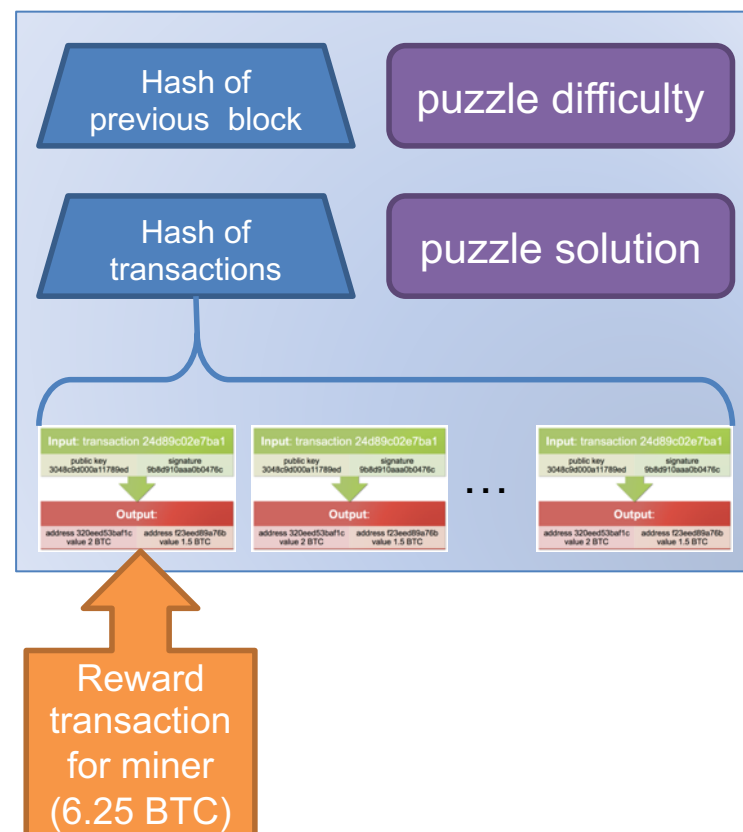 Hash of
previous block
puzzle difficulty
Hash of
transactions
puzzle solution
Input: transaction 24d89c02e7ba1
public key
3048c9d000a11789ed
signature
9b8d910aaa0b0476c
Output:
address 320eed53baf1c
value 2 BTC
address f23eed89a76b
value 1.5 BTC
Input: transaction 24d89c02e7ba1
public key
3048c9d000a11789ed
signature
9b8d910aaa0b0476c
Output:
address 320eed53baf1c
value 2 BTC
address f23eed89a76b
value 1.5 BTC
...
Input: transaction 24d89c02e7ba1
public key
3048c9d000a11789ed
signature
9b8d910aaa0b0476c
Output:
address 320eed53baf1c
value 2 BTC
address f23eed89a76b
value 1.5 BTC
Reward
transaction
for miner
(6.25 BTC)